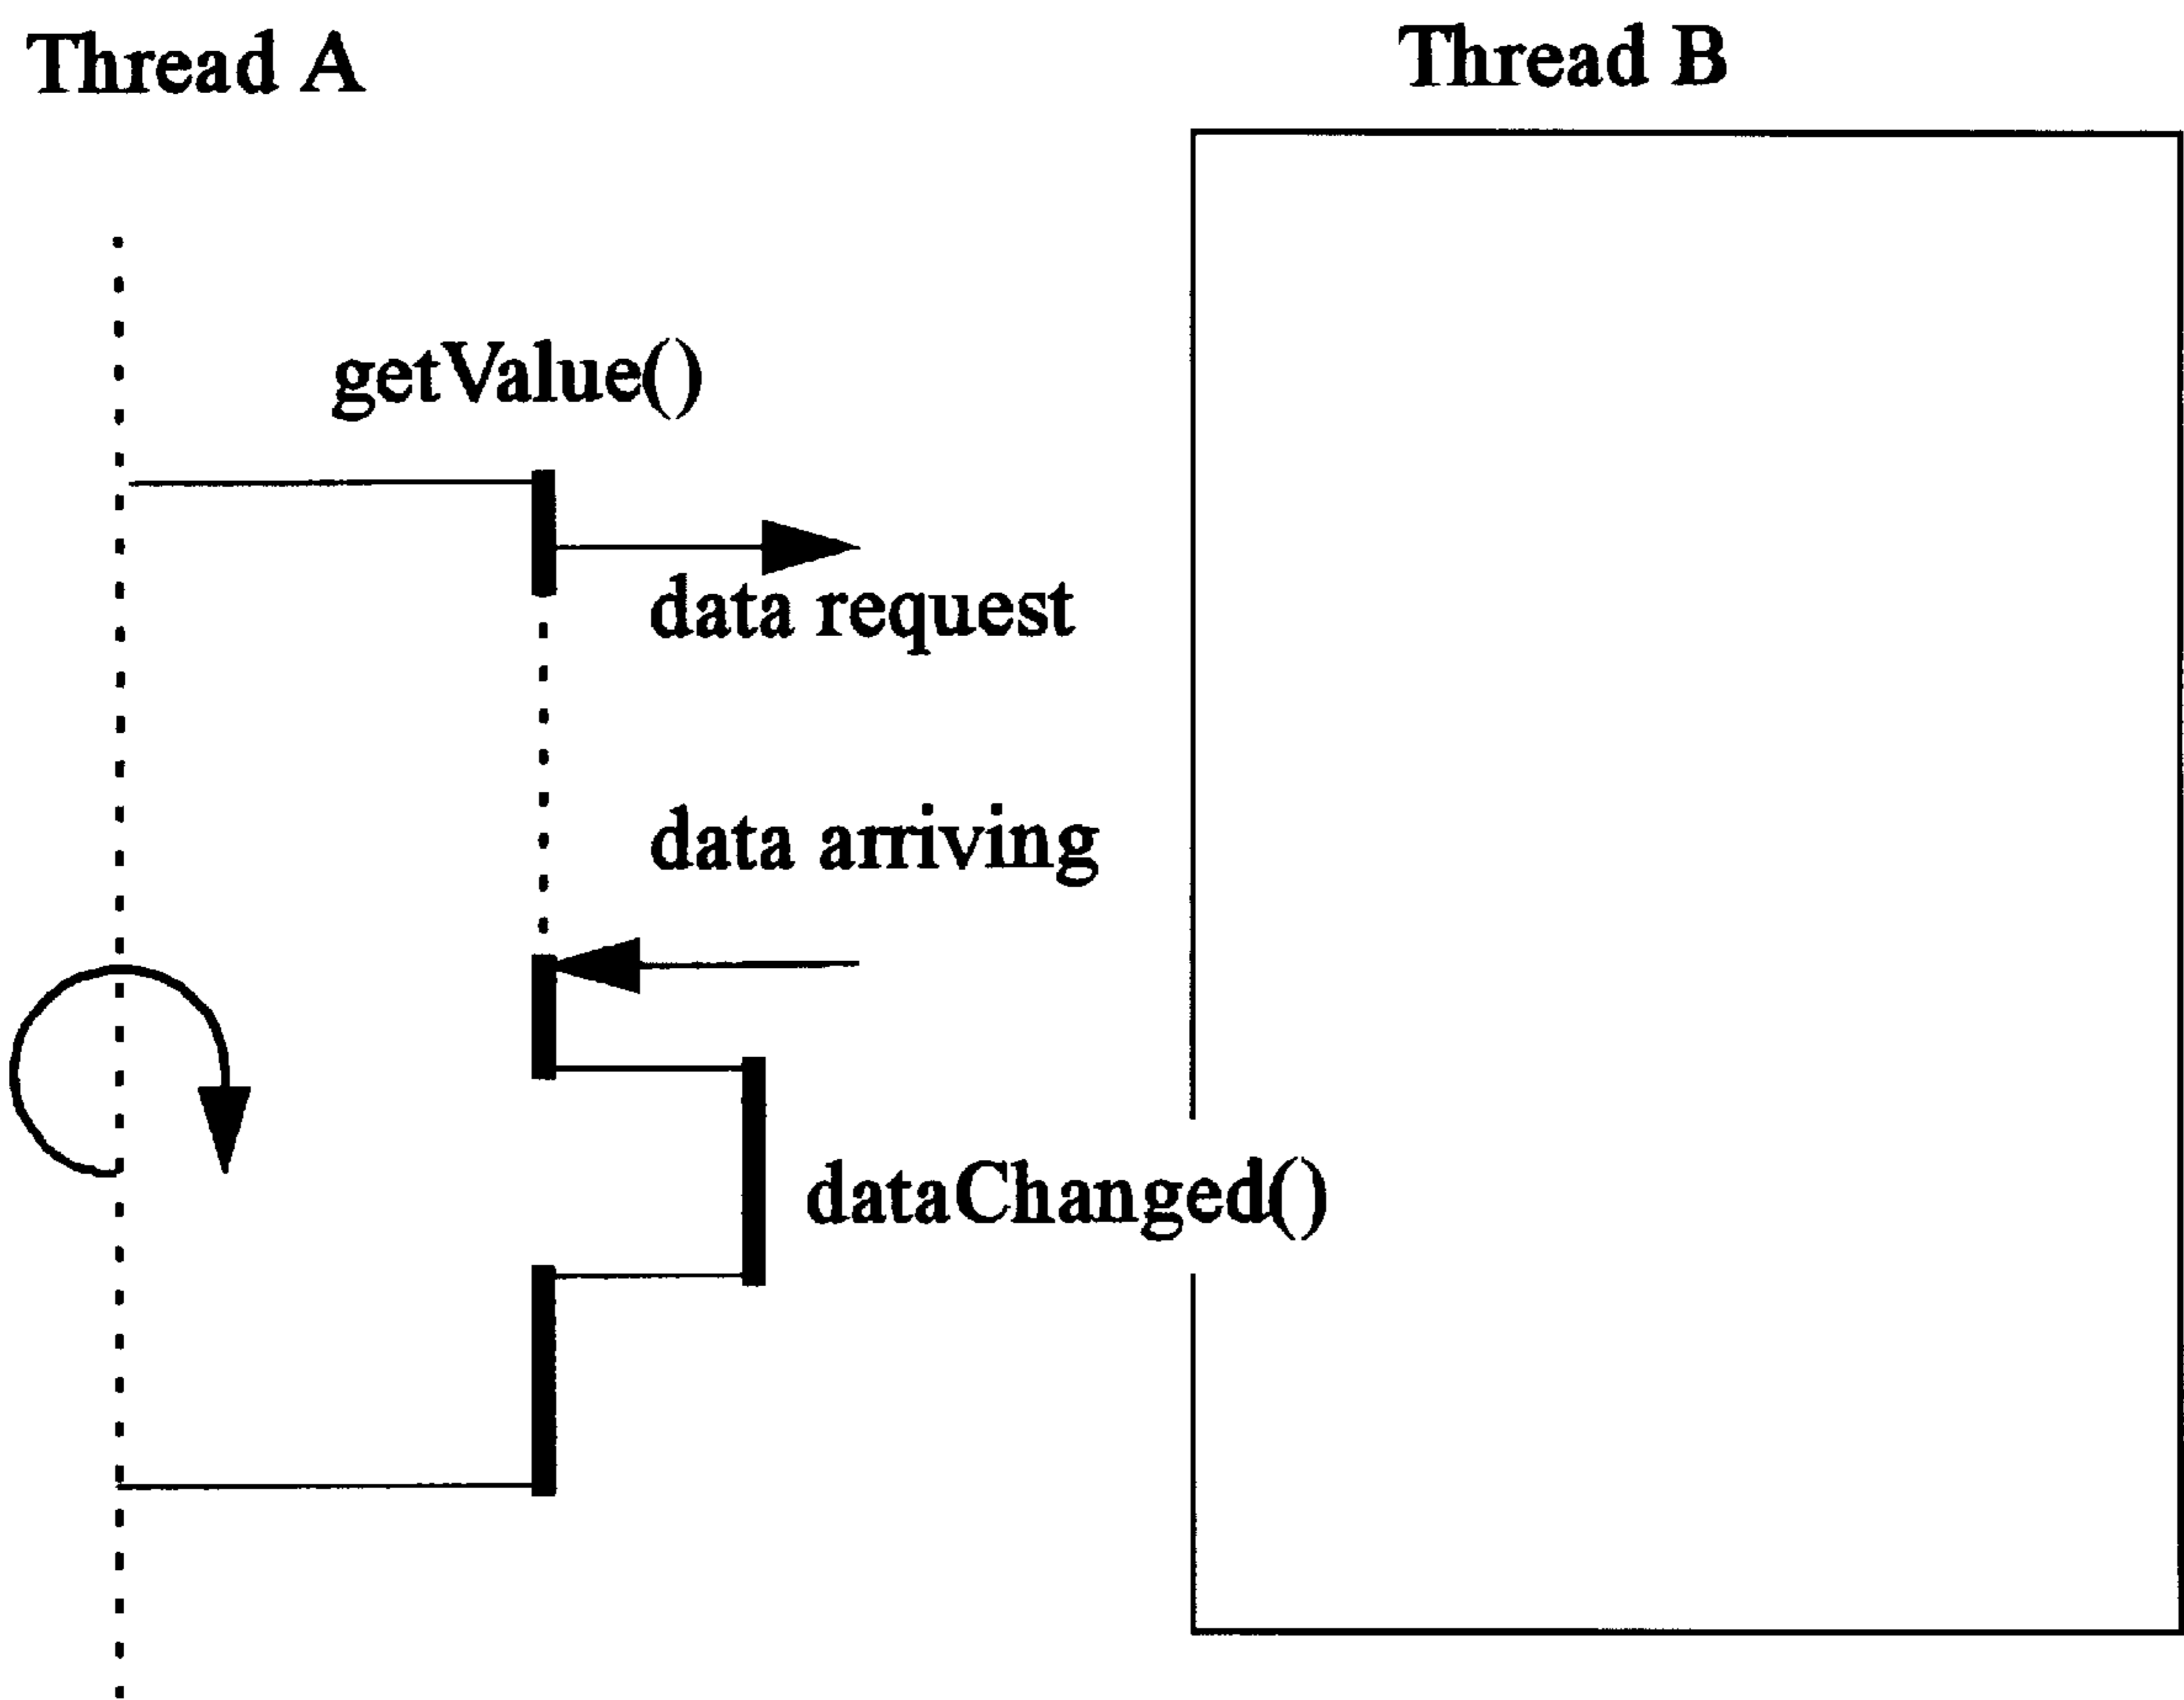 Thread A
Thread B
getValue()
data request
data arriving
dataChanged()